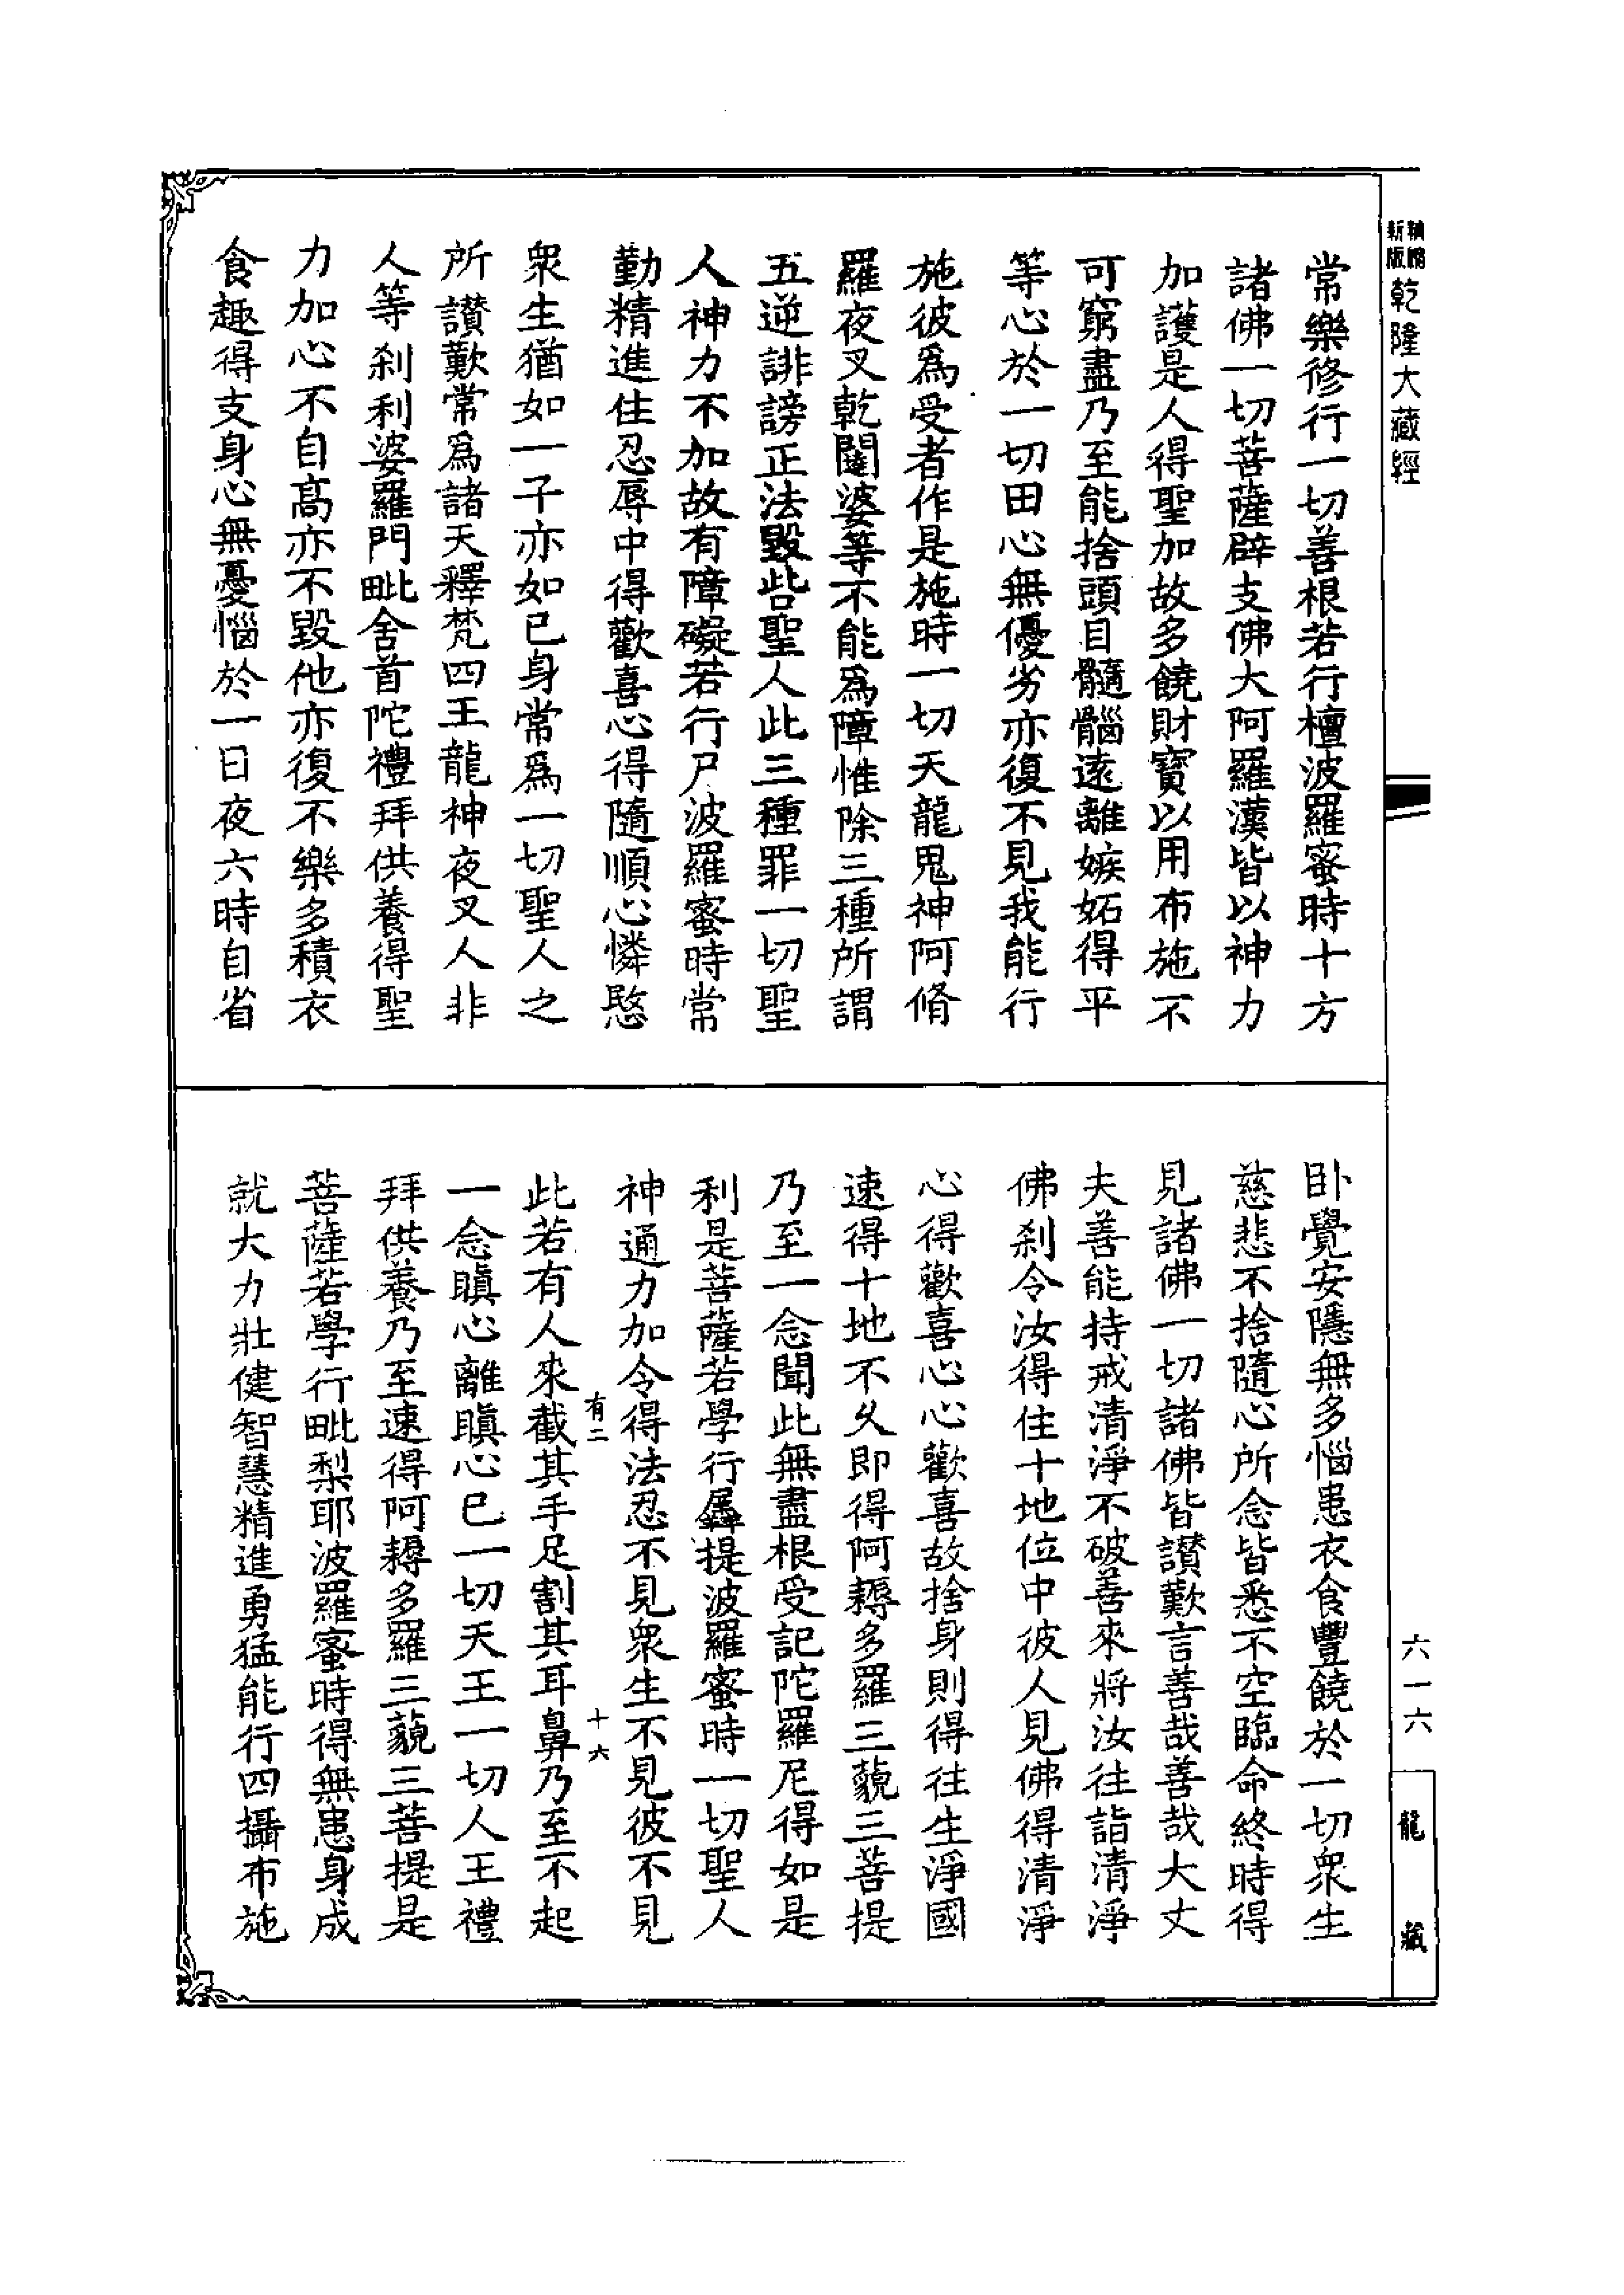 新版
乾隆大藏經
常樂修行一切善根若行檀波羅蜜時十方
諸佛一切菩薩辟支佛大阿羅漢皆以神力
加護是人得聖加故多饒財寶以用布施不
可窮盡乃至能捨頭目髓𦠆遠離嫉妬得平
等心於一切田心無優劣亦復不見我能行
施彼爲受者作是施時一切天龍鬼神阿脩
羅夜叉乾闥婆等不能爲障惟除三種所謂
五逆誹謗正法毀呰聖人此三種罪一切聖
人神力不加故有障礙若行尸波羅蜜時常
勤精進住忍辱中得歡喜心得隨順心憐愍
衆生猶如一子亦如已身常爲一切聖人之
所讃歎常爲諸天釋梵四王龍神夜叉人非
人等刹利婆羅門毗舍首陀禮拜供養得聖
力加心不自高亦不毀他亦復不樂多積衣
食趣得支身心無憂惱於一日夜六時自省
卧覺安隱無多惱患衣食豐饒於一切衆生
慈悲不捨隨心所念皆悉不空臨命終時得
見諸佛一切諸佛皆讃歎言善哉善哉大丈
夫善能持戒清淨不破善來將汝往詣清淨
佛刹令汝得住十地位中彼人見佛得清淨
心得歡喜心心歡喜故捨身則得往生淨國
速得十地不久即得阿耨多羅三藐三菩提
乃至一念聞此無盡根受記陀羅尼得如是
利是菩薩若學行羼提波羅蜜時一切聖人
神通力加令得法忍不見衆生不見彼不見
有二
十六
此若有人來截其手足割其耳鼻乃至不起
一念瞋心離瞋心已一切天王一切人王禮
拜供養乃至速得阿耨多羅三藐三菩提是
菩薩若學行毗梨耶波羅蜜時得無患身成
就大力壯健智慧精進勇猛能行四攝布施
六一六
龍藏